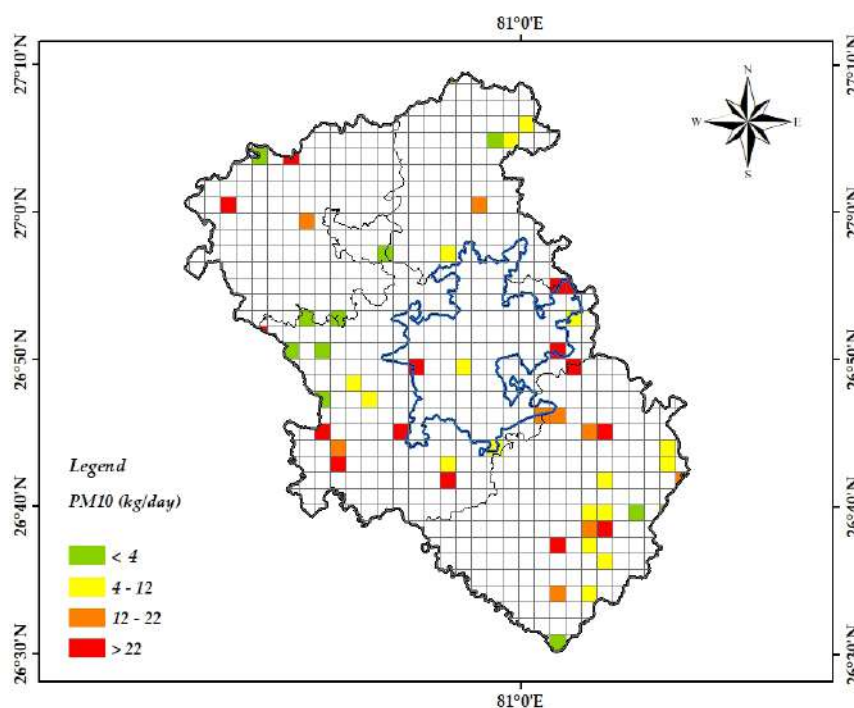 81°0'E
27°10'N
27°10'N
N
W
E
S
27°0'N
27°0'N
26°50'N
26°50'N
Legend
PM10 (kg/day)
26°40'N
26°40'N
< 4
4 - 12
12 - 22
> 22
26°30'N
26°30'N
81°0'E